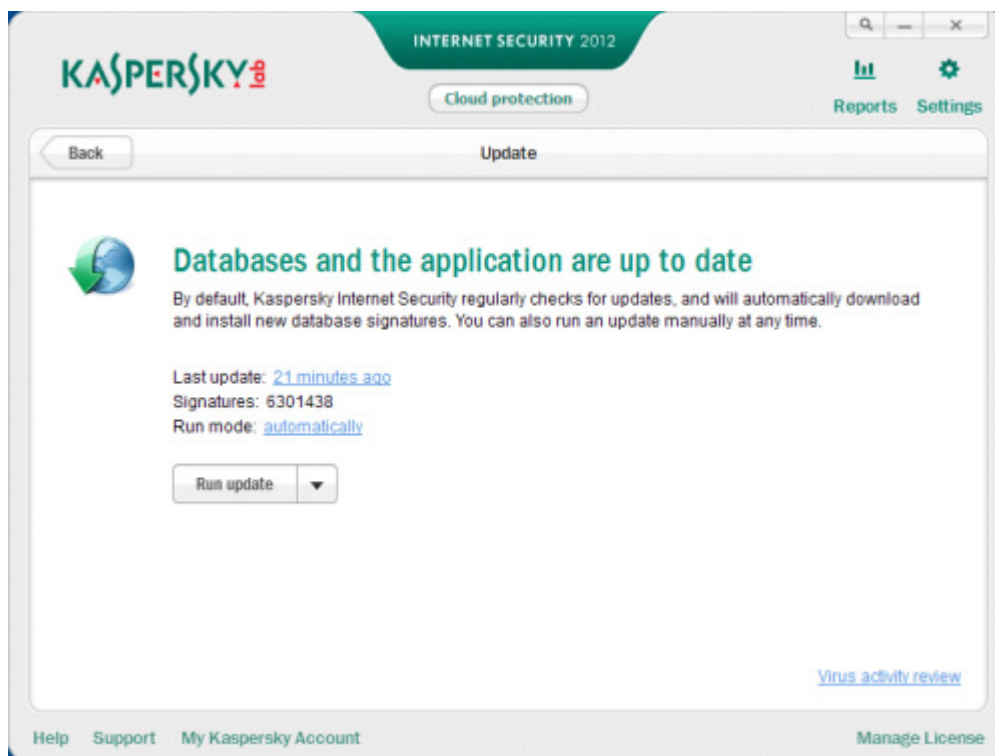 INTERNET SECURITY 2012
KASPERSKY lab
Cloud protection
Reports Settings
Back
Update
Databases and the application are up to date
By default, Kaspersky Internet Security regularly checks for updates, and will automatically download
and install new database signatures. You can also run an update manually at any time.
Last update: 21 minutes ago
Signatures: 6301438
Run mode: automatically
Run update
Virus activity review
Help Support My Kaspersky Account Manage License